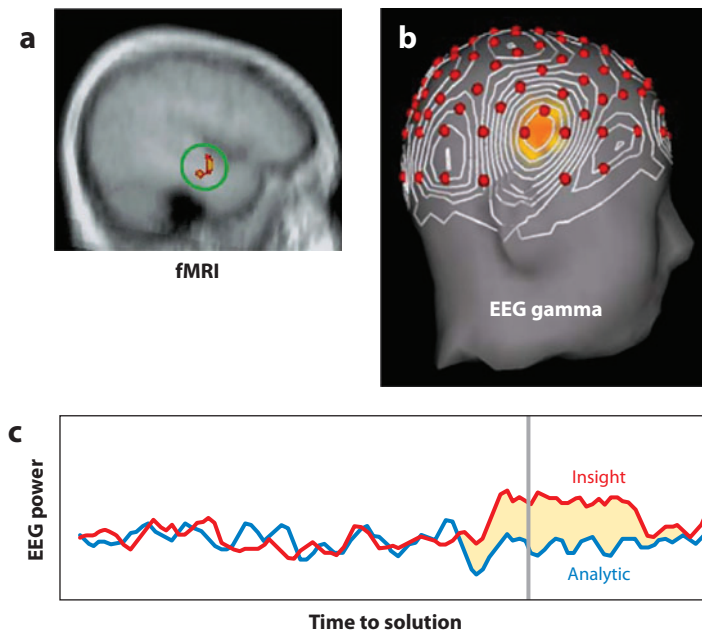 a
fMRI
b
EEG gamma
c
EEG power
Insight
Analytic
Time to solution